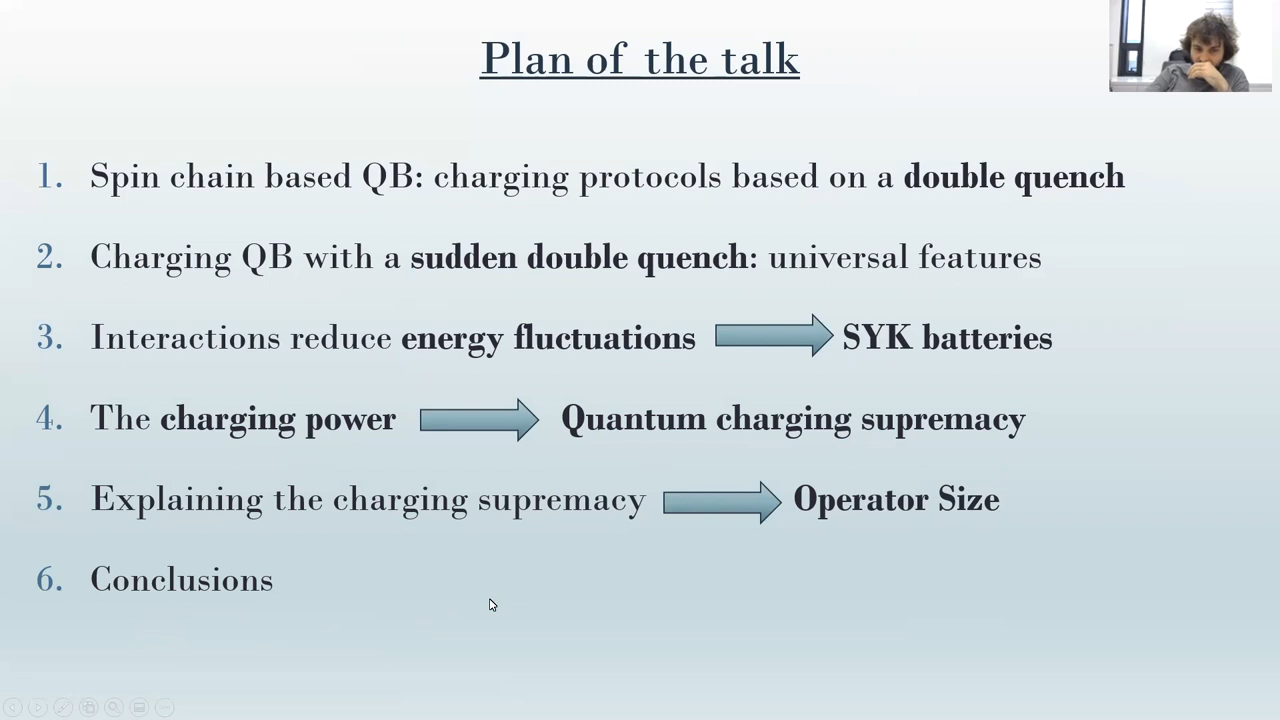 Plan of the talk
1. Spin chain based QB: charging protocols based on a double quench
2. Charging QB with a sudden double quench: universal features
3. Interactions reduce energy fluctuations SYK batteries
4. The charging power Quantum charging supremacy
5. Explaining the charging supremacy Operator Size
6. Conclusions